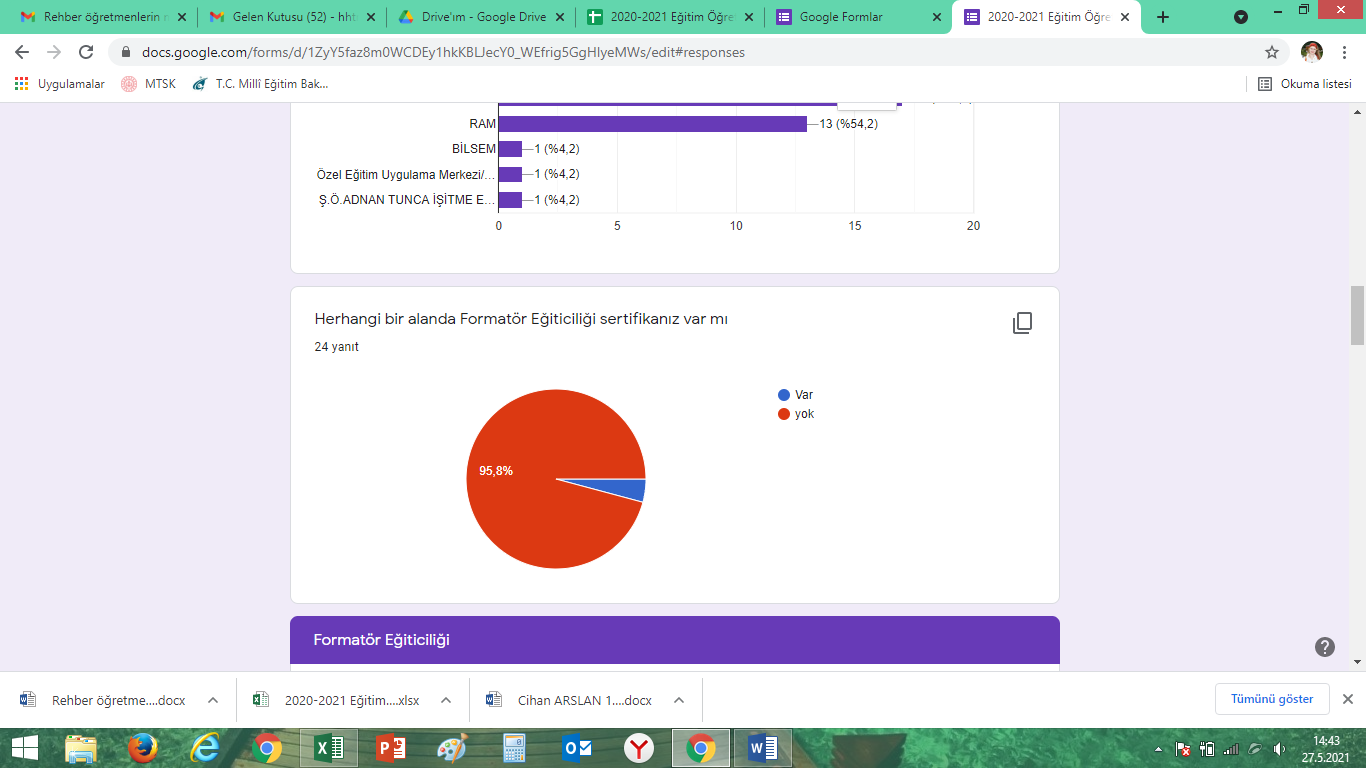 Rehber öğretmenlerin
Gelen Kutusu (52) - hht
Drive'ım - Google Drive
2020-2021 Eğitim Öğre
Google Formlar
2020-2021 Eğitim Öğre
docs.google.com/forms/d/1ZyY5faz8m0WCDEy1hkKBLJecY0_WEfrig5GgHlyeMWs/edit#responses
Uygulamalar
MTSK
T.C. Millî Eğitim Bak...
Okuma listesi
RAM
13 (%54,2)
BİLSEM
1 (%4,2)
Özel Eğitim Uygulama Merkezi/...
1 (%4,2)
Ş.Ö.ADNAN TUNCA İŞİTME E...
1 (%4,2)
0 5 10 15 20
Herhangi bir alanda Formatör Eğiticiliği sertifikanız var mı
24 yanıt
Var
yok
95,8%
Formatör Eğiticiliği
Rehber öğretme....docx
2020-2021 Eğitim....xlsx
Cihan ARSLAN 1....docx
Tümünü göster
14:43
27.5.2021